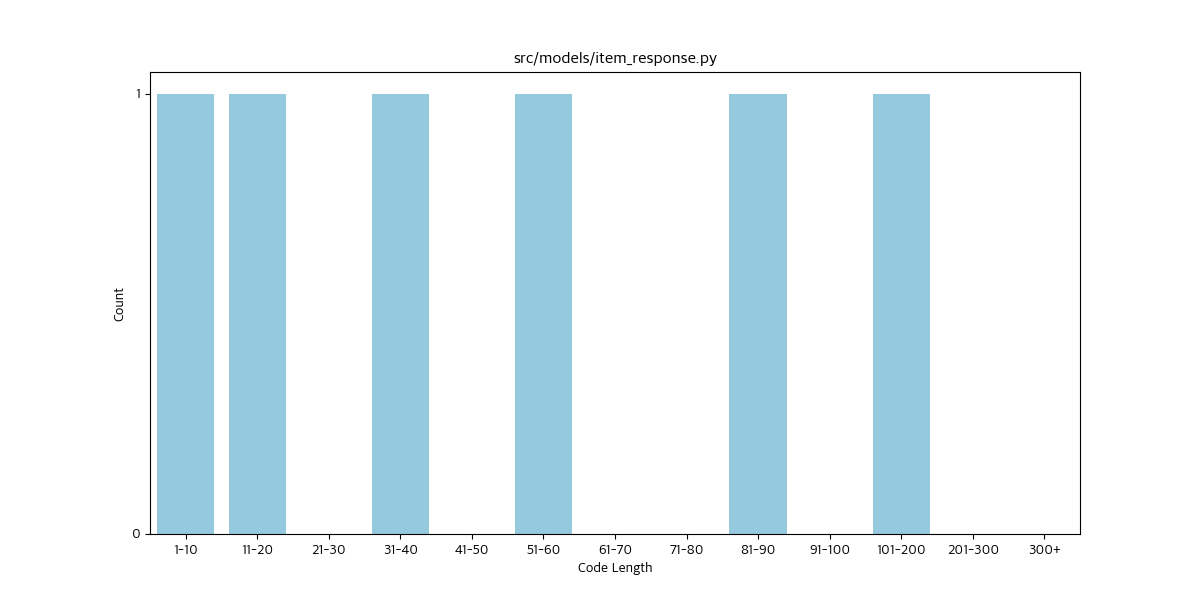 src/models/item_response.py
Count
1
0
1-10 11-20 21-30 31-40 41-50 51-60 61-70 71-80 81-90 91-100 101-200 201-300 300+
Code Length